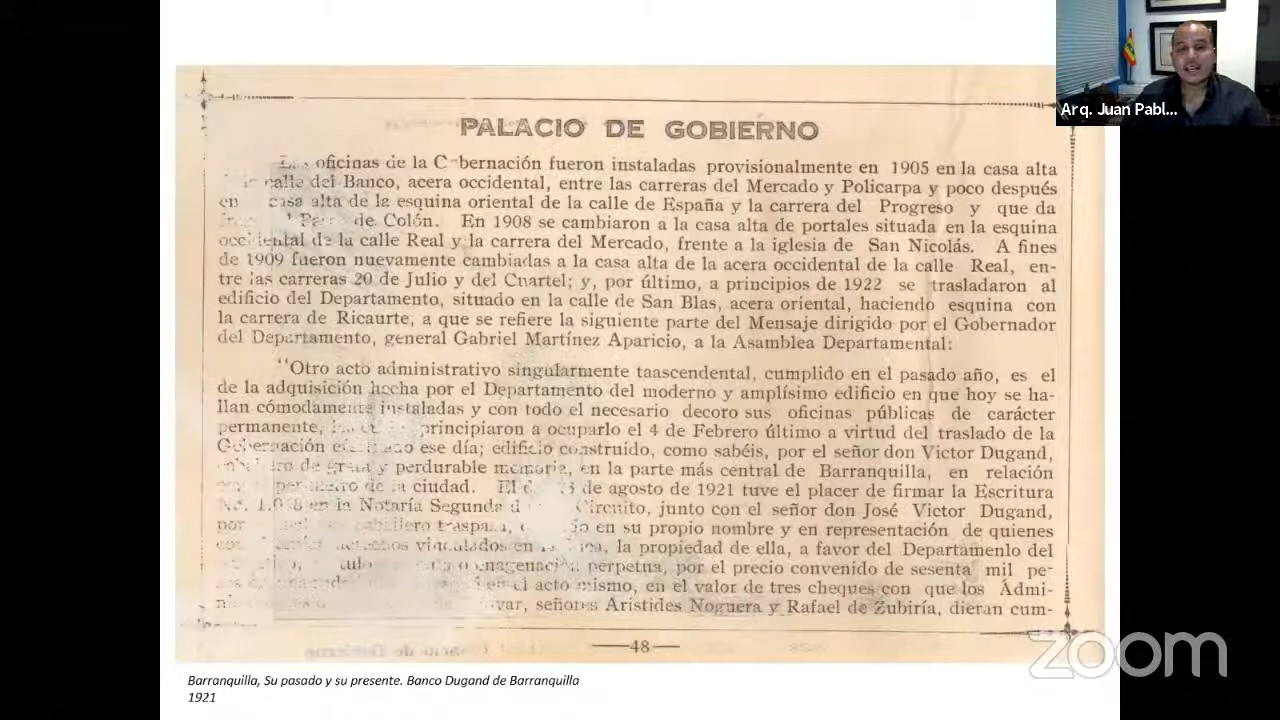 Arq. Juan Pabl...
PALACIO DE GOBIERNO
oficinas de la fueron instaladas provisionalmente en 1905 en la casa alta
calle del Banco, acera occidental, entre las carreras del Mercado y Policarpa y poco después
en casa alta de la esquina oriental de la calle de España y la carrera del Progreso y que da
de Colón. En 1908 se cambiaron a la casa alta de portales situada en la esquina
de la calle Real y la carrera del Mercado, frente a la iglesia de San Nicolás. A fines
de 1909 fueron nuevamente cambiadas a la casa alta de la acera occidental de la calle Real, en-
tre las carreras 20 de Julio y del Cuartel; y, por último, a principios de 1922 se trasladaron al
edificio del Departamento, situado en la calle de San Blas, acera oriental, haciendo esquina con
la carrera de Ricaurte, a que se refiere la siguiente parte del Mensaje dirigido por el Gobernador
del Departamento, general Gabriel Martínez Aparicio, a la Asamblea Departamental:
"Otro acto administrativo singularmente taascendental, cumplido en el pasado año, es el
de la adquisición hecha por el Departamento del moderno y amplísimo edificio en que hoy se ha-
llan cómodamente instaladas y con todo el necesario decoro sus oficinas públicas de carácter
permanente, principiaron a ocuparlo el 4 de Febrero último a virtud del traslado de la
Gobernación ese día; edificio construido, como sabéis, por el señor don Victor Dugand,
de grata y perdurable memoria, en la parte más central de Barranquilla, en relación
de la ciudad. El de agosto de 1921 tuve el placer de firmar la Escritura
en la Notaría Segunda Circuito, junto con el señor don José Victor Dugand,
por en su propio nombre y en representación de quienes
vinculados en la propiedad de ella, a favor del Departamenlo del
perpetua, por el precio convenido de sesenta mil pe-
acto mismo, en el valor de tres cheques con que los Ádmi-
señores Aristides Noguera y Rafael de Zubiría, dieran cum-
—48—
zoom
Barranquilla, Su pasado y su presente. Banco Dugand de Barranquilla
1921